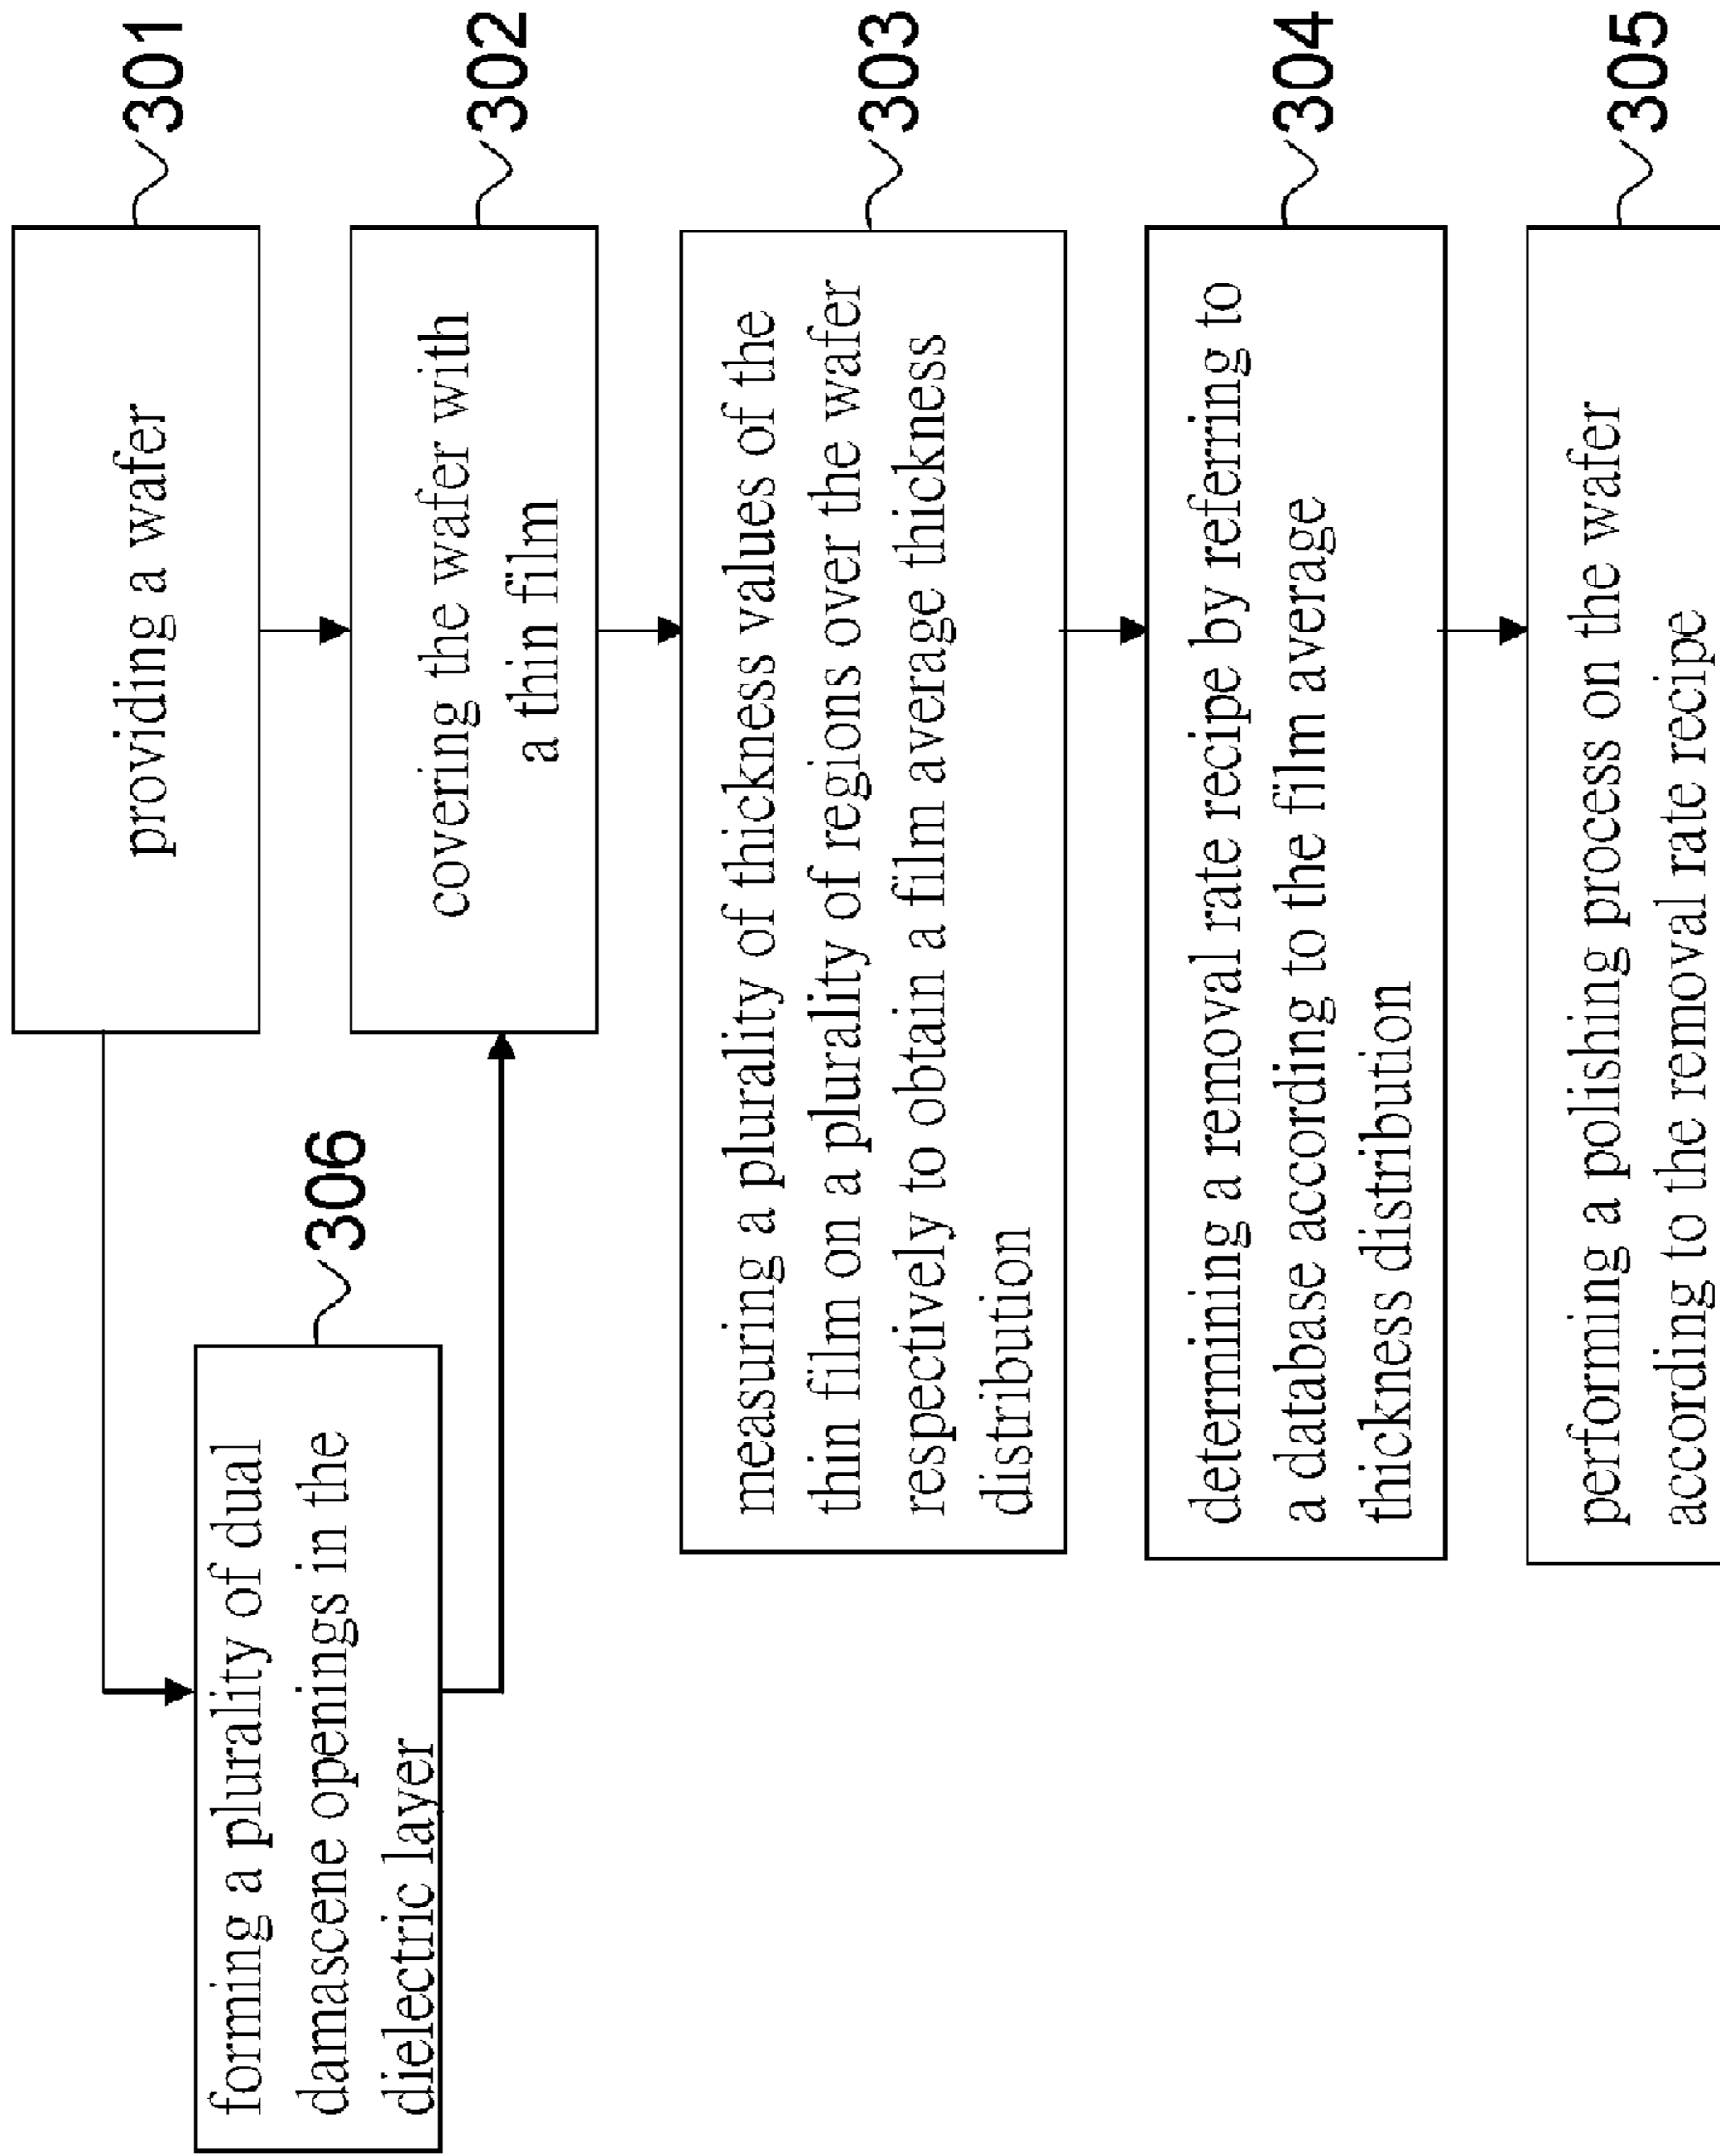 providing a wafer
301
forming a plurality of dual
damascene openings in the
dielectric layer
306
covering the wafer with
a thin film
302
measuring a plurality of thickness values of the
thin film on a plurality of regions over the wafer
respectively to obtain a film average thickness
distribution
303
determining a removal rate recipe by referring to
a database according to the film average
thickness distribution
304
performing a polishing process on the wafer
according to the removal rate recipe
305